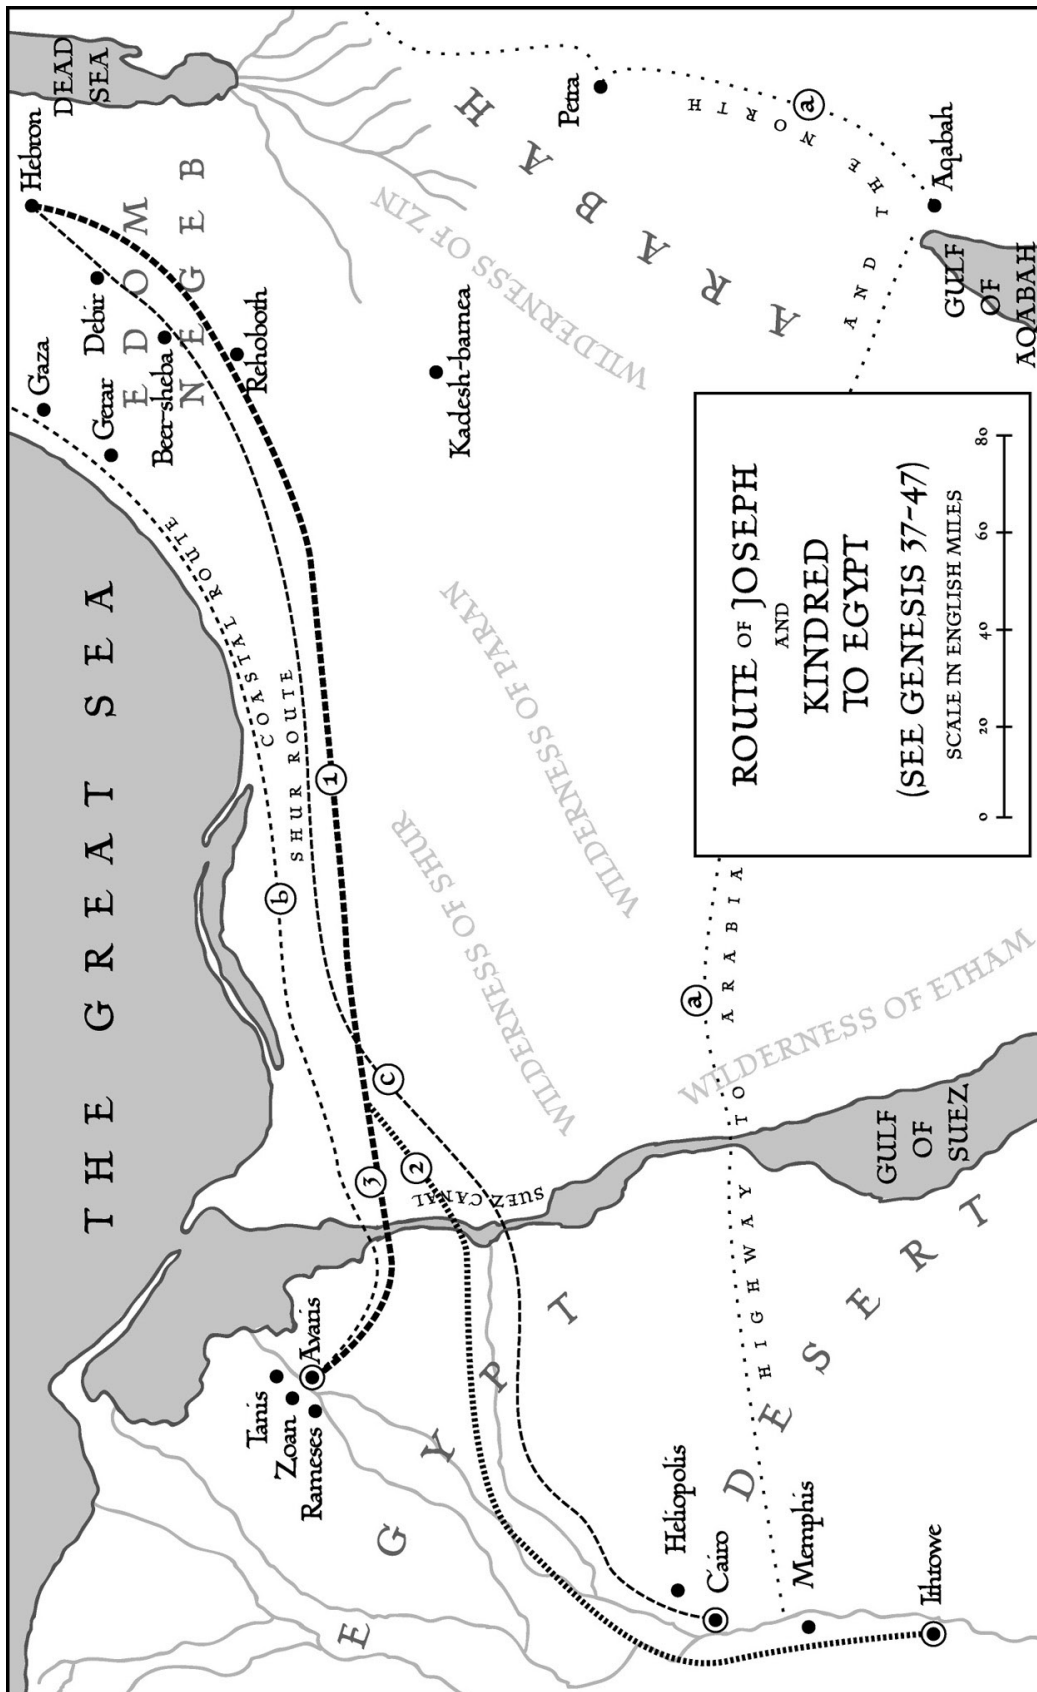 THE GREAT SEA
DEAD
SEA
Hebron
Debir
Gaza
Gerar
Beer-sheba
Rehoboth
EDOM
NEGEB
Kadesh-barnea
WILDERNESS OF ZIN
ARABAH
Petra
Aqabah
GULF
OF
AQABAH
a
HIGHWAY TO ARABIA AND THE NORTH
a
COASTAL ROUTE
b
SHUR ROUTE
c
1
2
3
WILDERNESS OF SHUR
WILDERNESS OF PARAN
WILDERNESS OF ETHAM
SUEZ CANAL
GULF
OF
SUEZ
Tanis
Zoan
Rameses
Avaris
EGYPT
DESERT
Heliopolis
Cairo
Memphis
Ithtowe
ROUTE OF JOSEPH
AND
KINDRED
TO EGYPT
(SEE GENESIS 37-47)
SCALE IN ENGLISH MILES
0 20 40 60 80